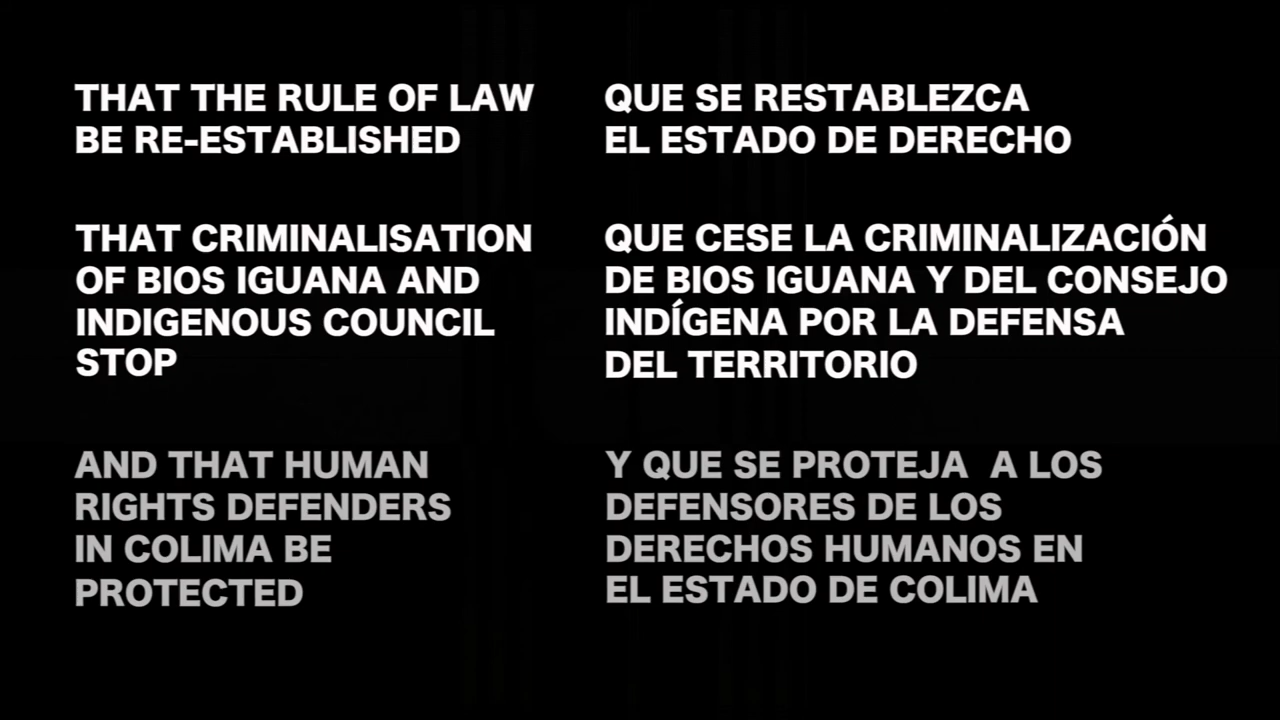 THAT THE RULE OF LAW
BE RE-ESTABLISHED
THAT CRIMINALISATION
OF BIOS IGUANA AND
INDIGENOUS COUNCIL
STOP
AND THAT HUMAN
RIGHTS DEFENDERS
IN COLIMA BE
PROTECTED
QUE SE RESTABLEZCA
EL ESTADO DE DERECHO
QUE CESE LA CRIMINALIZACIÓN
DE BIOS IGUANA Y DEL CONSEJO
INDÍGENA POR LA DEFENSA
DEL TERRITORIO
Y QUE SE PROTEJA  A LOS
DEFENSORES DE LOS
DERECHOS HUMANOS EN
EL ESTADO DE COLIMA